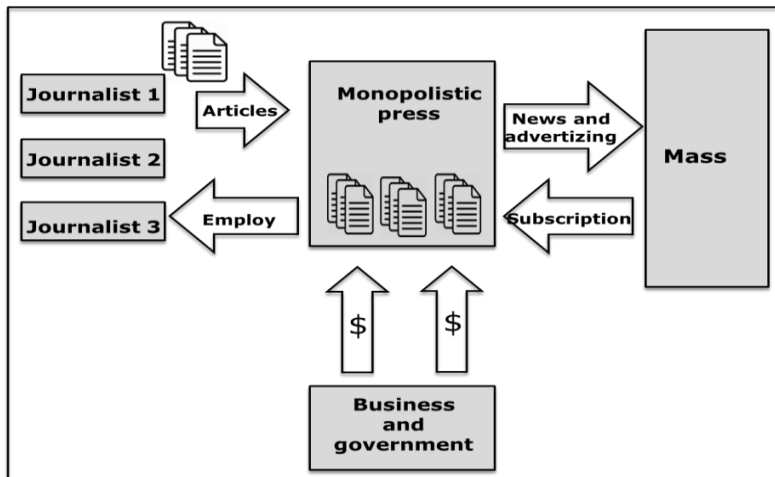 Journalist 1
Articles
Journalist 2
Journalist 3
Employ
Monopolistic
press
News and
advertizing
Subscription
Mass
$
$
Business
and
government